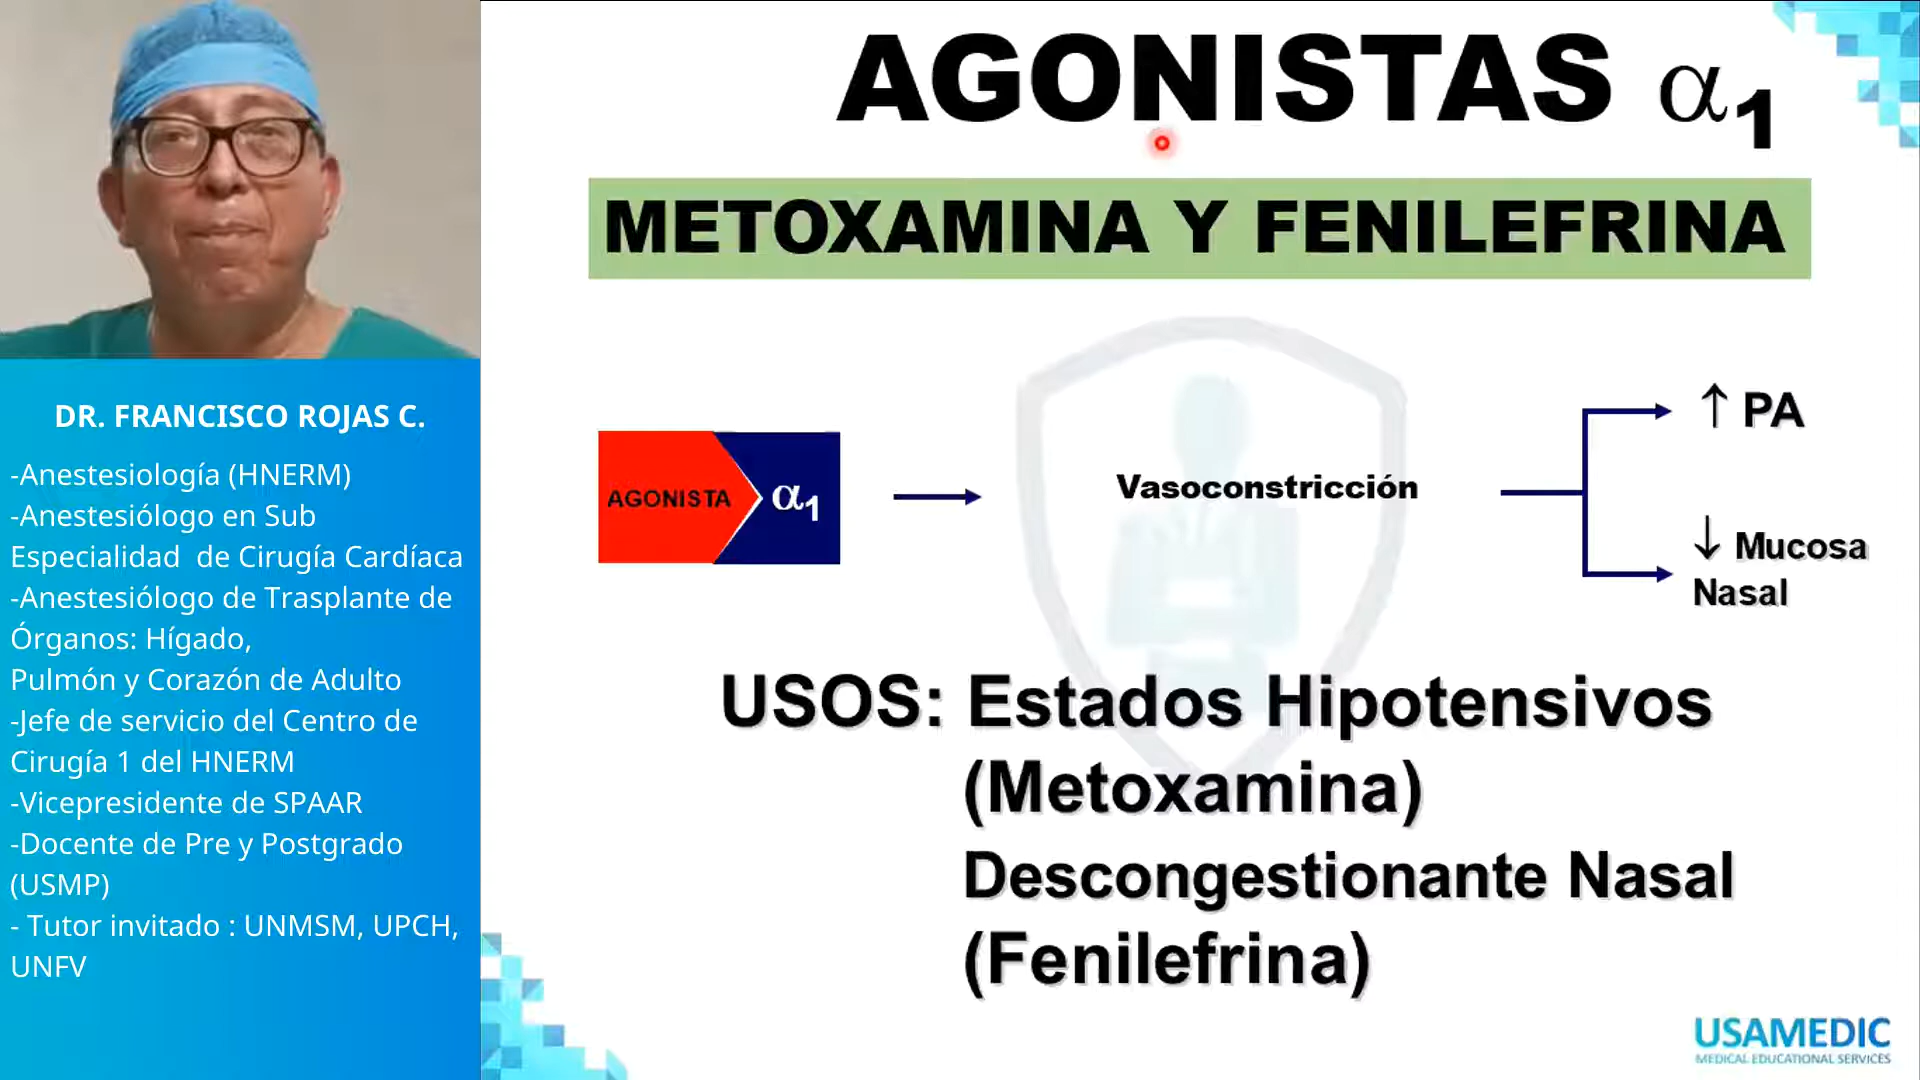 DR. FRANCISCO ROJAS C.
-Anestesiología (HNERM)
-Anestesiólogo en Sub
Especialidad  de Cirugía Cardíaca
-Anestesiólogo de Trasplante de
Órganos: Hígado,
Pulmón y Corazón de Adulto
-Jefe de servicio del Centro de
Cirugía 1 del HNERM
-Vicepresidente de SPAAR
-Docente de Pre y Postgrado
(USMP)
- Tutor invitado : UNMSM, UPCH,
UNFV
AGONISTAS α1
METOXAMINA Y FENILEFRINA
AGONISTA α1
Vasoconstricción
↑ PA
↓ Mucosa
Nasal
USOS: Estados Hipotensivos
(Metoxamina)
Descongestionante Nasal
(Fenilefrina)
USAMEDIC
MEDICAL EDUCATIONAL SERVICES